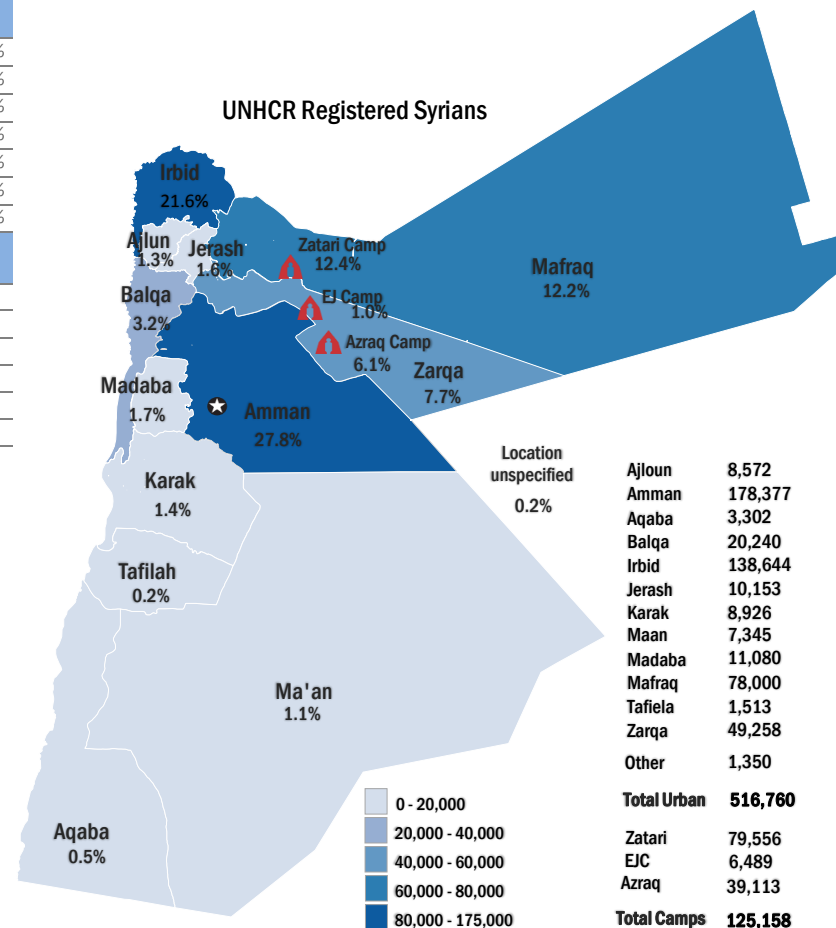 %
%
%
%
%
%
%
UNHCR Registered Syrians
Irbid
21.6%
Ajlun
1.3%
Jerash
1.6%
Zatari Camp
12.4%
Mafraq
12.2%
Balqa
3.2%
EJ Camp
1.0%
Azraq Camp
6.1%
Zarqa
7.7%
Madaba
1.7%
Amman
27.8%
Location
unspecified
0.2%
Karak
1.4%
Tafilah
0.2%
Ma'an
1.1%
Aqaba
0.5%
0 - 20,000
20,000 - 40,000
40,000 - 60,000
60,000 - 80,000
80,000 - 175,000
Ajloun 8,572
Amman 178,377
Aqaba 3,302
Balqa 20,240
Irbid 138,644
Jerash 10,153
Karak 8,926
Maan 7,345
Madaba 11,080
Mafraq 78,000
Tafiela 1,513
Zarqa 49,258
Other 1,350
Total Urban 516,760
Zatari 79,556
EJC 6,489
Azraq 39,113
Total Camps 125,158